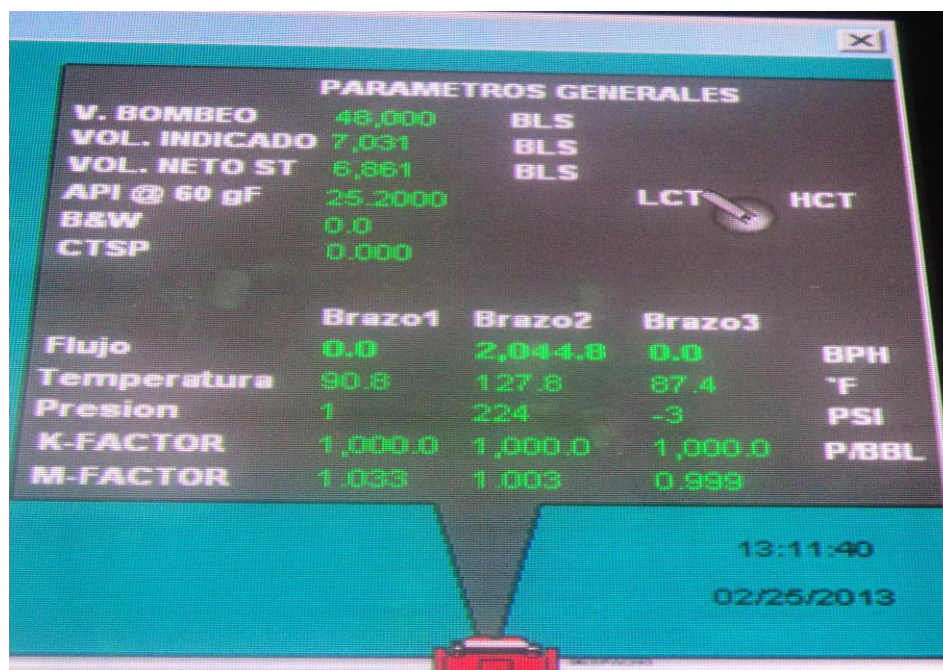 PARAMETROS GENERALES
V. BOMBEO 48,000 BLS
VOL. INDICADO 7,031 BLS
VOL. NETO ST 6,861 BLS
API @ 60 gF 25.2000 LCT HCT
B&W 0.0
CTSP 0.000
Brazo1 Brazo2 Brazo3
Flujo 0.0 2,044.8 0.0 BPH
Temperatura 90.8 127.8 87.4 °F
Presion 1 224 -3 PSI
K-FACTOR 1,000.0 1,000.0 1,000.0 P/BBL
M-FACTOR 1.033 1.003 0.999
13:11:40
02/25/2013